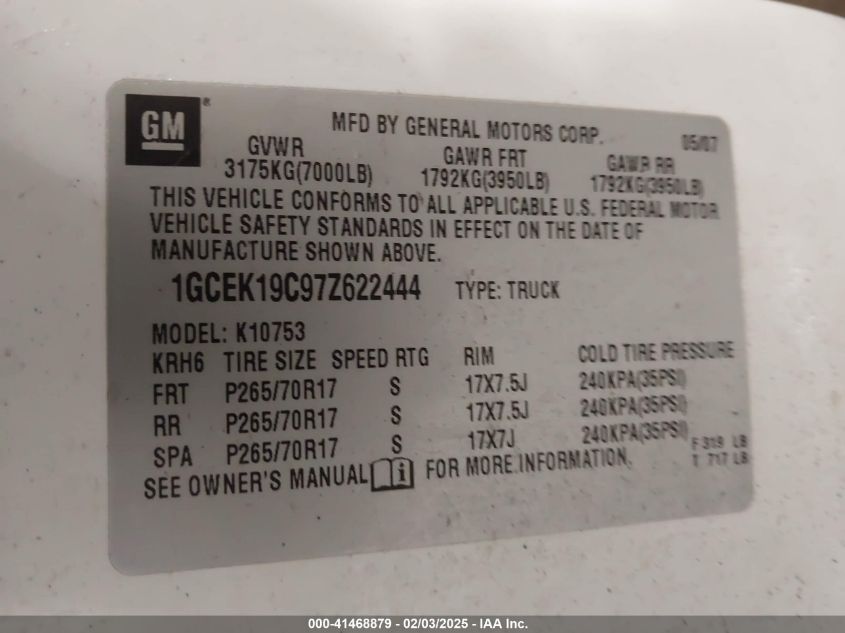 GM ®
MFD BY GENERAL MOTORS CORP. 05/07
GVWR GAWR FRT GAWR RR
3175KG(7000LB) 1792KG(3950LB) 1792KG(3950LB)
THIS VEHICLE CONFORMS TO ALL APPLICABLE U.S. FEDERAL MOTOR
VEHICLE SAFETY STANDARDS IN EFFECT ON THE DATE OF
MANUFACTURE SHOWN ABOVE.
1GCEK19C97Z622444 TYPE: TRUCK
MODEL: K10753
KRH6 TIRE SIZE SPEED RTG RIM COLD TIRE PRESSURE
FRT P265/70R17 S 17X7.5J 240KPA(35PSI)
RR P265/70R17 S 17X7.5J 240KPA(35PSI)
SPA P265/70R17 S 17X7J 240KPA(35PSI) F 319 LB
T 717 LB
SEE OWNER'S MANUAL i FOR MORE INFORMATION.
000-41468879 - 02/03/2025 - IAA Inc.